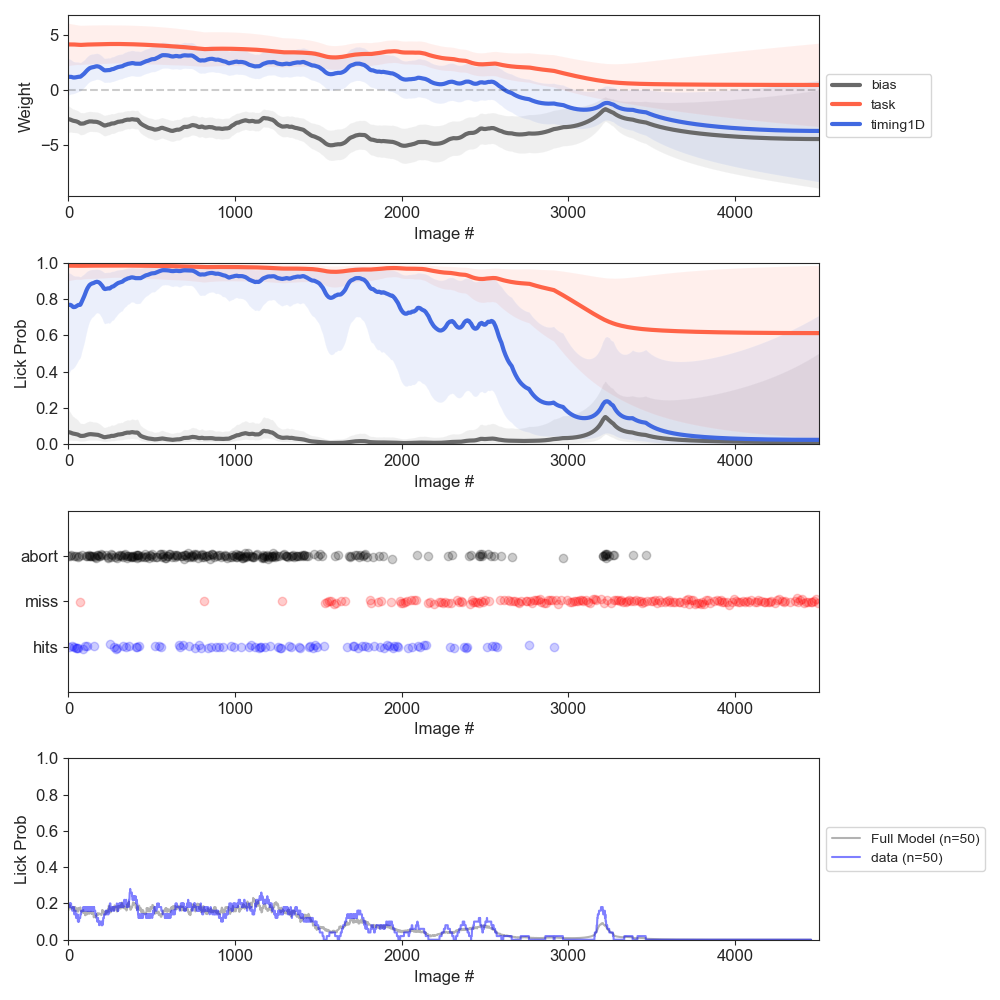 5
0
−5
Weight
0
1000
2000
3000
4000
Image #
bias
task
timing1D
1.0
0.8
0.6
0.4
0.2
0.0
Lick Prob
0
1000
2000
3000
4000
Image #
abort
miss
hits
0
1000
2000
3000
4000
Image #
1.0
0.8
0.6
0.4
0.2
0.0
Lick Prob
0
1000
2000
3000
4000
Image #
Full Model (n=50)
data (n=50)